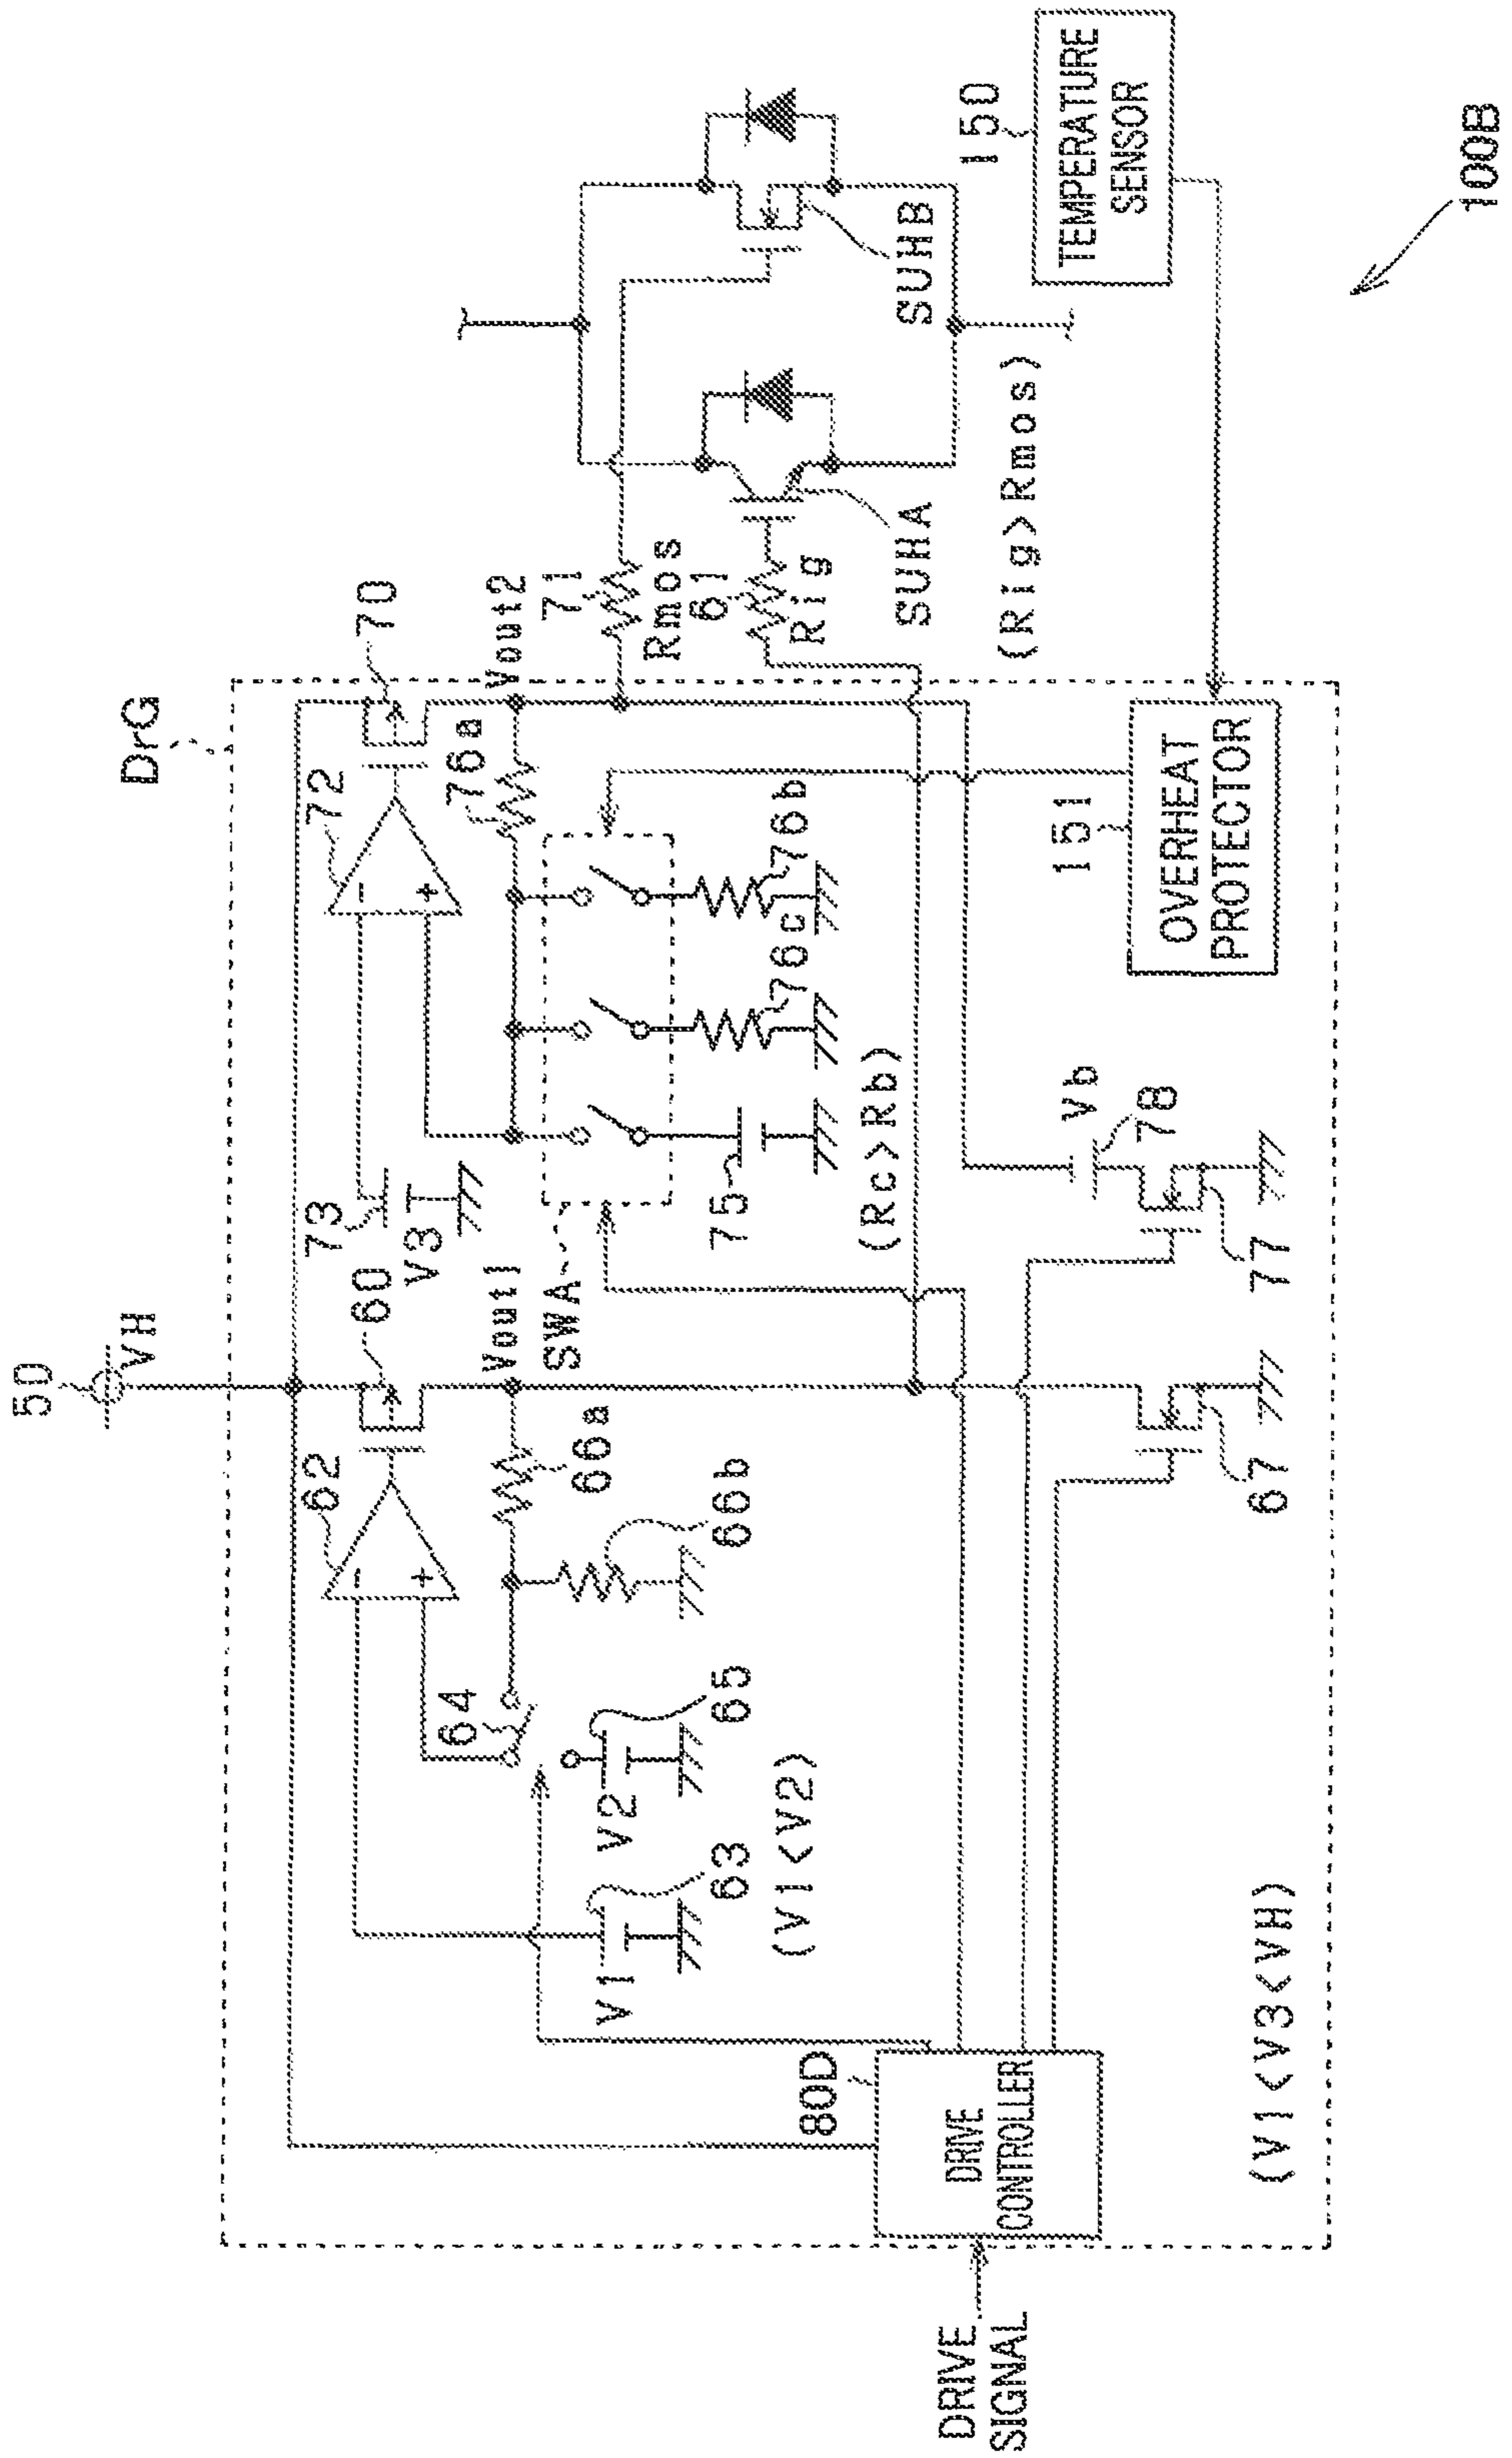 50
VH
DrG
62
60
72
70
73
V3
64
66a
66b
Vout1
SWA
76a
Vout2
71
Rmos
61
Rig
V1
63
V2
65
(V1<V2)
75
76c
76b
(Rc>Rb)
SUHA
SUHB
(Rig>Rmos)
150
TEMPERATURE
SENSOR
80D
DRIVE
CONTROLLER
DRIVE
SIGNAL
67
Vb
78
77
151
OVERHEAT
PROTECTOR
(V1<V3<VH)
100B